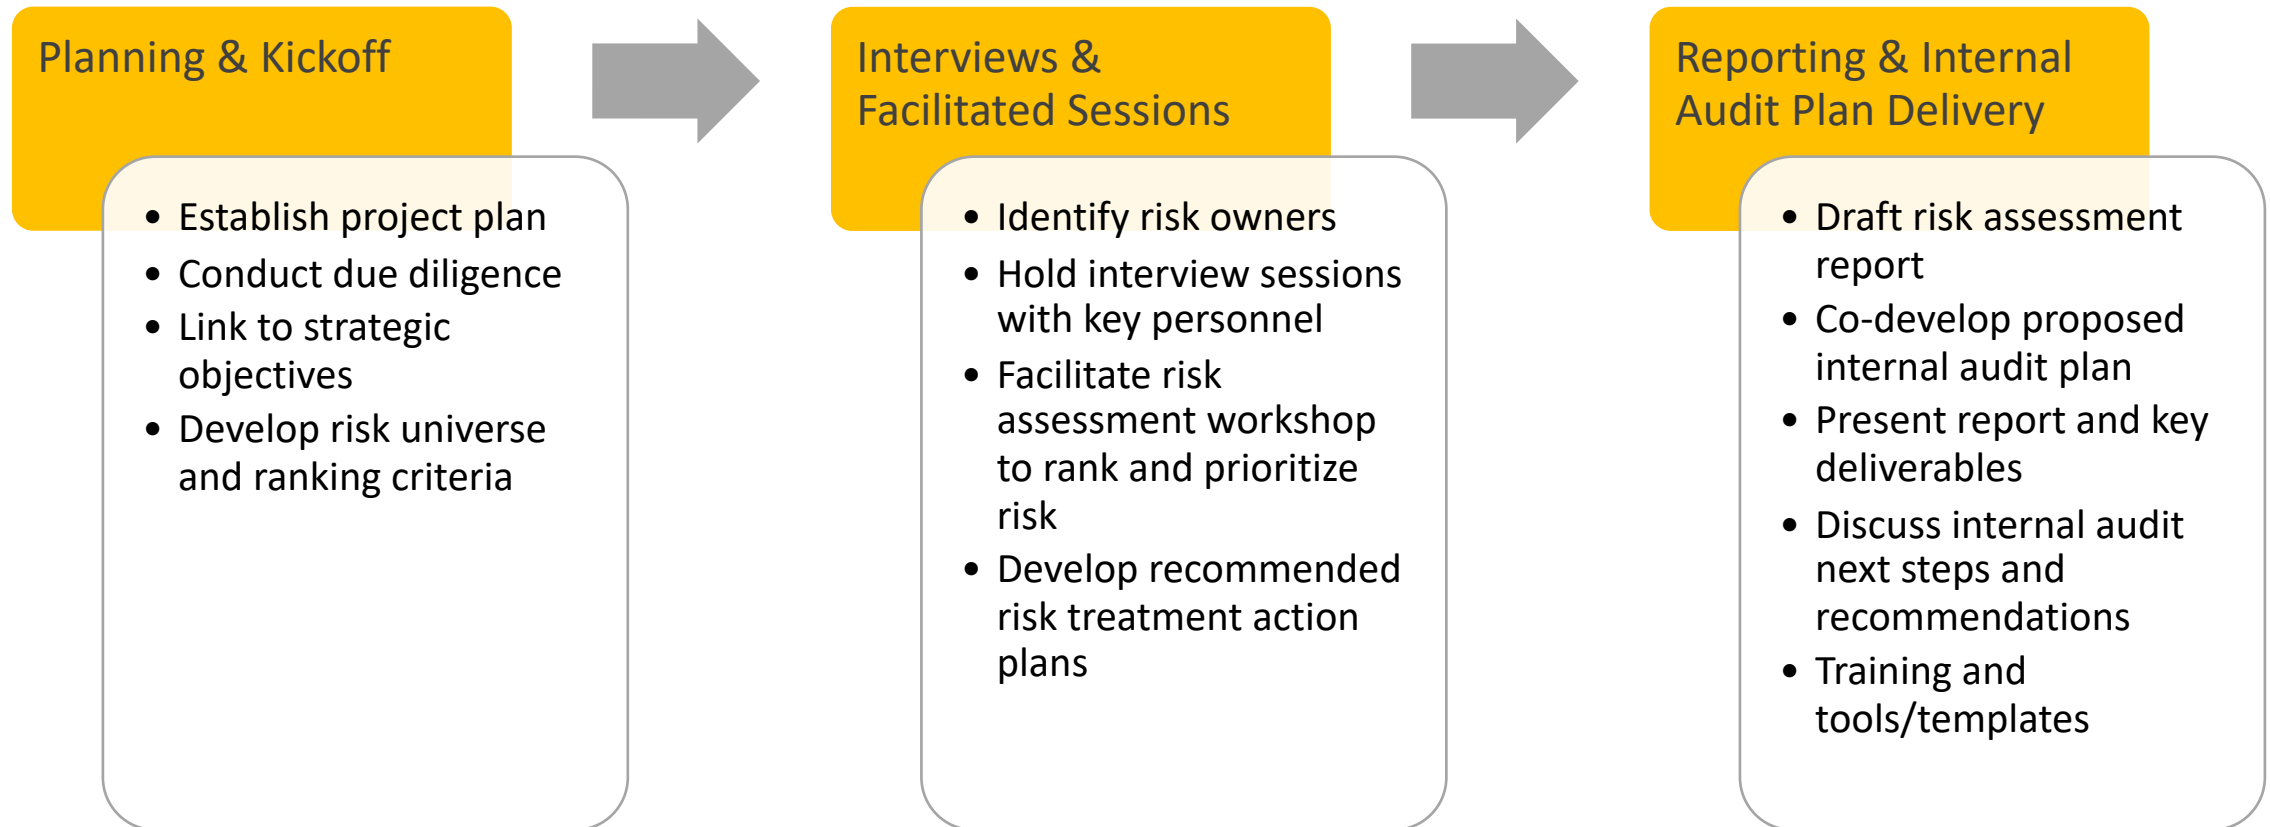 Planning & Kickoff
• Establish project plan
• Conduct due diligence
• Link to strategic
objectives
• Develop risk universe
and ranking criteria
Interviews &
Facilitated Sessions
• Identify risk owners
• Hold interview sessions
with key personnel
• Facilitate risk
assessment workshop
to rank and prioritize
risk
• Develop recommended
risk treatment action
plans
Reporting & Internal
Audit Plan Delivery
• Draft risk assessment
report
• Co-develop proposed
internal audit plan
• Present report and key
deliverables
• Discuss internal audit
next steps and
recommendations
• Training and
tools/templates